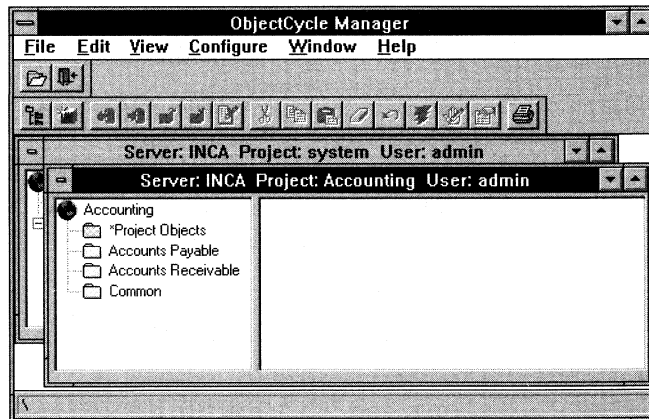 ObjectCycle Manager
File Edit View Configure Window Help
Server: INCA Project: system User: admin
Server: INCA Project: Accounting User: admin
Accounting
*Project Objects
Accounts Payable
Accounts Receivable
Common
\